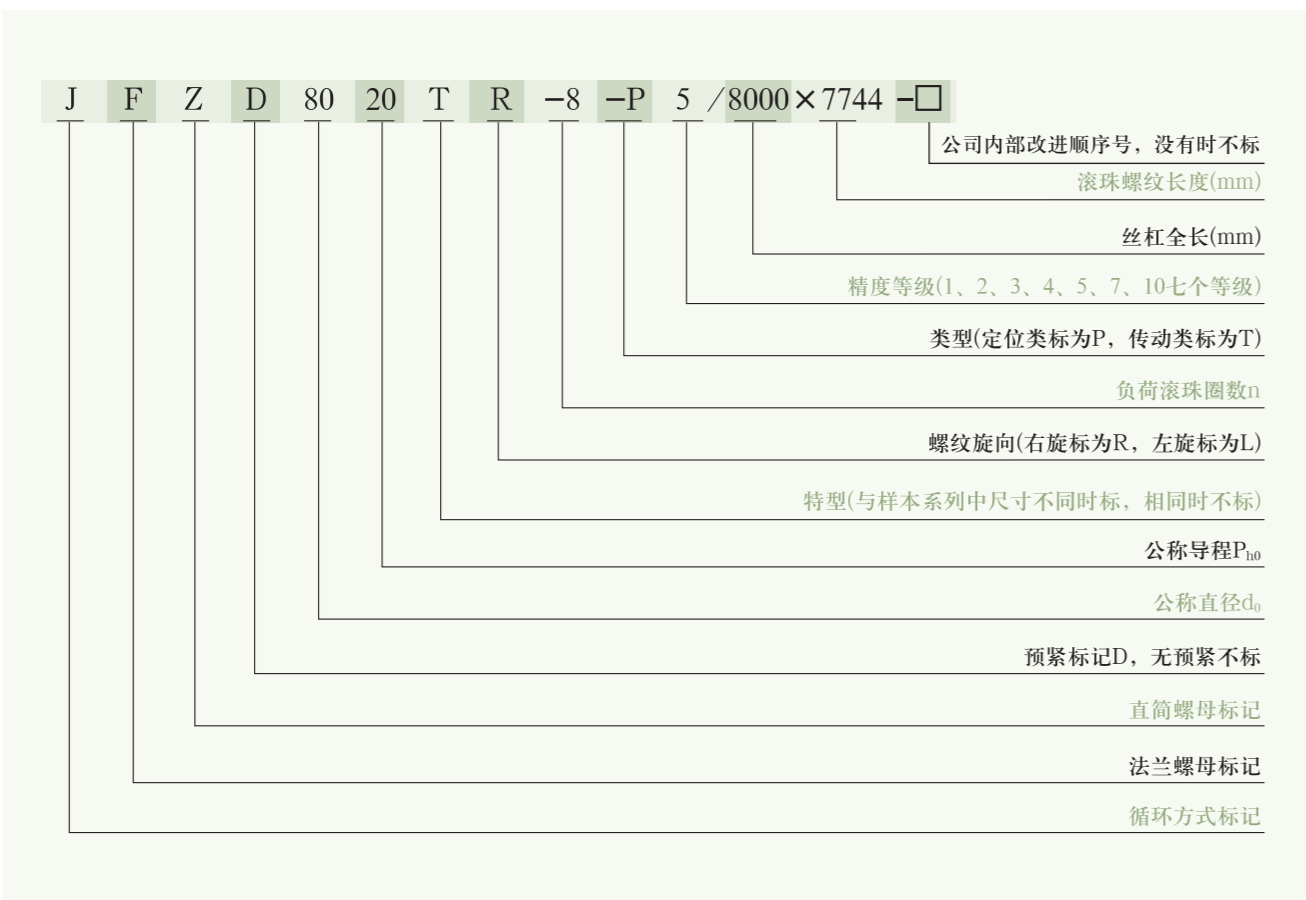 J F Z D 80 20 T R -8 -P 5 /8000×7744 -□
公司内部改进顺序号，没有时不标
滚珠螺纹长度(mm)
丝杠全长(mm)
精度等级(1、2、3、4、5、7、10七个等级)
类型(定位类标为P，传动类标为T)
负荷滚珠圈数n
螺纹旋向(右旋标为R，左旋标为L)
特型(与样本系列中尺寸不同时标，相同时不标)
公称导程Pₕ₀
公称直径d₀
预紧标记D，无预紧不标
直简螺母标记
法兰螺母标记
循环方式标记